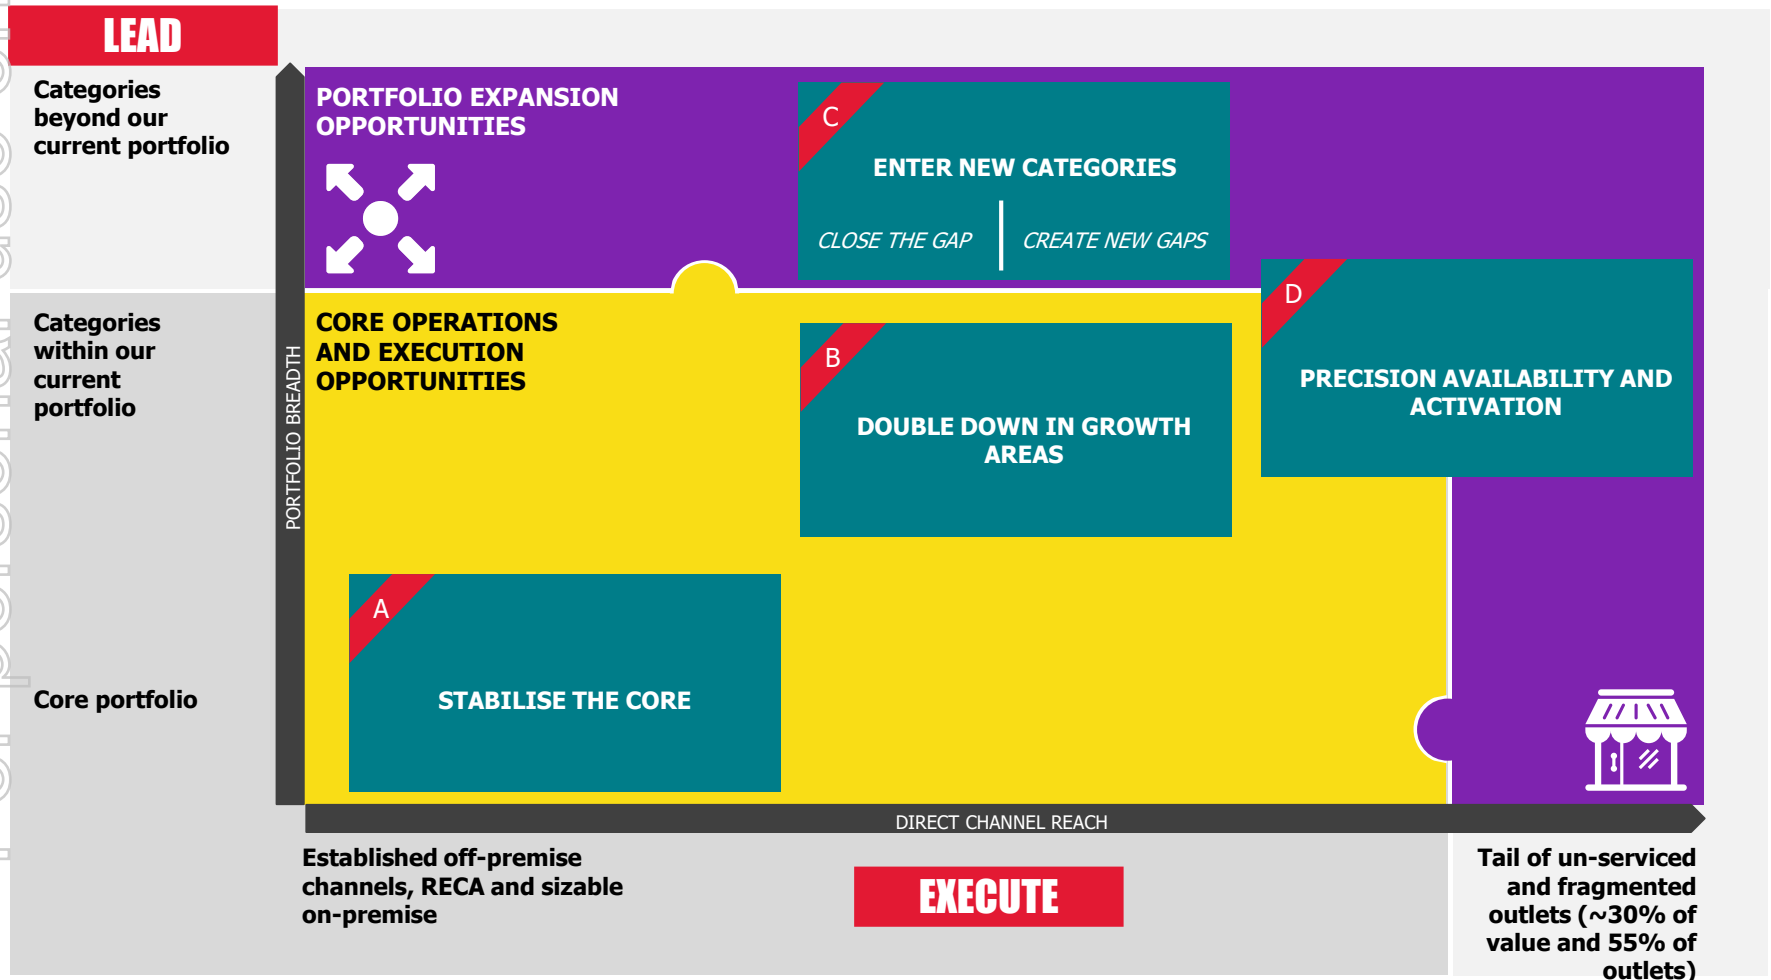 LEAD
Categories
beyond our
current portfolio
PORTFOLIO EXPANSION
OPPORTUNITIES
C
ENTER NEW CATEGORIES
CLOSE THE GAP
CREATE NEW GAPS
Categories
within our
current
portfolio
PORTFOLIO BREADTH
CORE OPERATIONS
AND EXECUTION
OPPORTUNITIES
B
DOUBLE DOWN IN GROWTH
AREAS
D
PRECISION AVAILABILITY AND
ACTIVATION
Core portfolio
A
STABILISE THE CORE
DIRECT CHANNEL REACH
Established off-premise
channels, RECA and sizable
on-premise
EXECUTE
Tail of un-serviced
and fragmented
outlets (~30% of
value and 55% of
outlets)